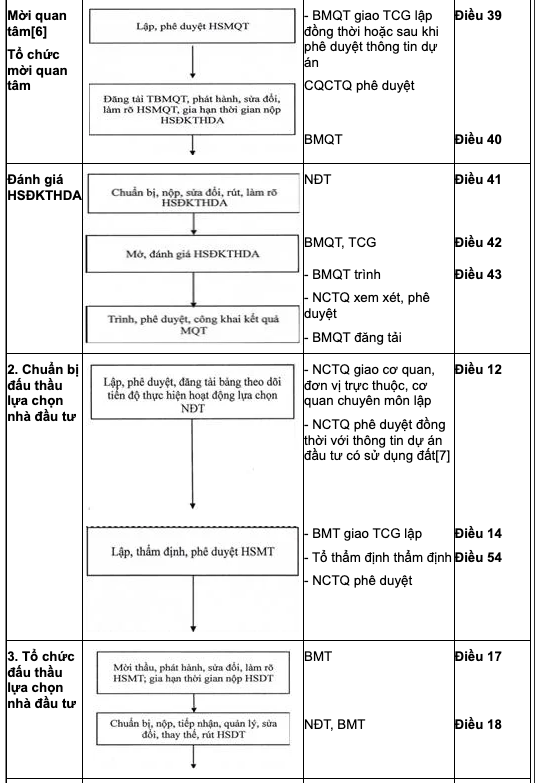 Mời quan
tâm[6]
Tổ chức
mời quan
tâm
Lập, phê duyệt HSMQT
Đăng tải TBMQT, phát hành, sửa đổi,
làm rõ HSMQT, gia hạn thời gian nộp
HSĐKTHDA
- BMQT giao TCG lập
đồng thời hoặc sau khi
phê duyệt thông tin dự
án
CQCTQ phê duyệt
BMQT
Điều 39
Điều 40
Đánh giá
HSĐKTHDA
Chuẩn bị, nộp, sửa đổi, rút, làm rõ
HSĐKTHDA
Mở, đánh giá HSĐKTHDA
Trình, phê duyệt, công khai kết quả
MQT
NĐT
BMQT, TCG
- BMQT trình
- NCTQ xem xét, phê
duyệt
- BMQT đăng tải
Điều 41
Điều 42
Điều 43
2. Chuẩn bị
đấu thầu
lựa chọn
nhà đầu tư
Lập, phê duyệt, đăng tải bảng theo dõi
tiến độ thực hiện hoạt động lựa chọn
NĐT
Lập, thẩm định, phê duyệt HSMT
- NCTQ giao cơ quan,
đơn vị trực thuộc, cơ
quan chuyên môn lập
- NCTQ phê duyệt đồng
thời với thông tin dự án
đầu tư có sử dụng đất[7]
- BMT giao TCG lập
- Tổ thẩm định thẩm định
- NCTQ phê duyệt
Điều 12
Điều 14
Điều 54
3. Tổ chức
đấu thầu
lựa chọn
nhà đầu tư
Mời thầu, phát hành, sửa đổi, làm rõ
HSMT; gia hạn thời gian nộp HSDT
Chuẩn bị, nộp, tiếp nhận, quản lý, sửa
đổi, thay thế, rút HSDT
BMT
NĐT, BMT
Điều 17
Điều 18